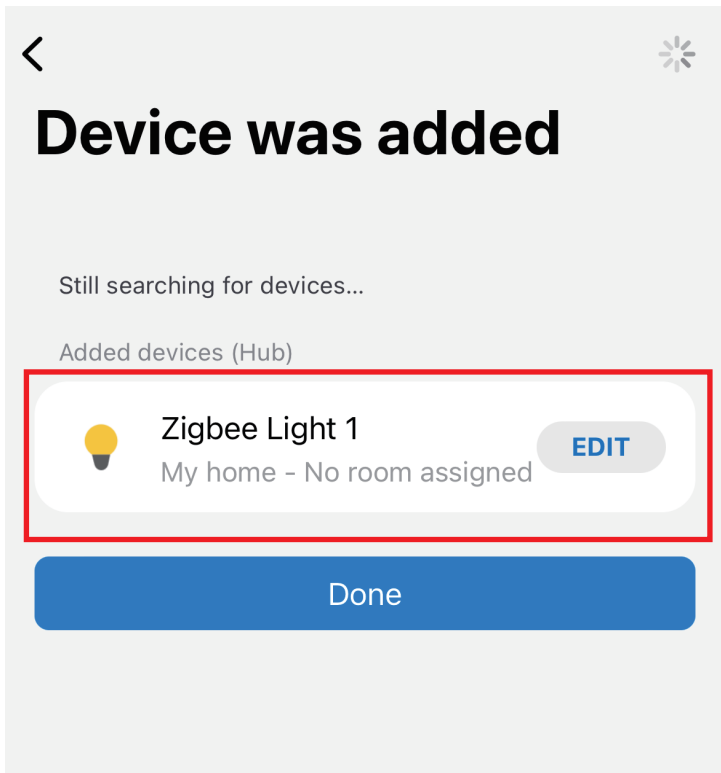 Device was added
Still searching for devices...
Added devices (Hub)
Zigbee Light 1
EDIT
My home - No room assigned
Done